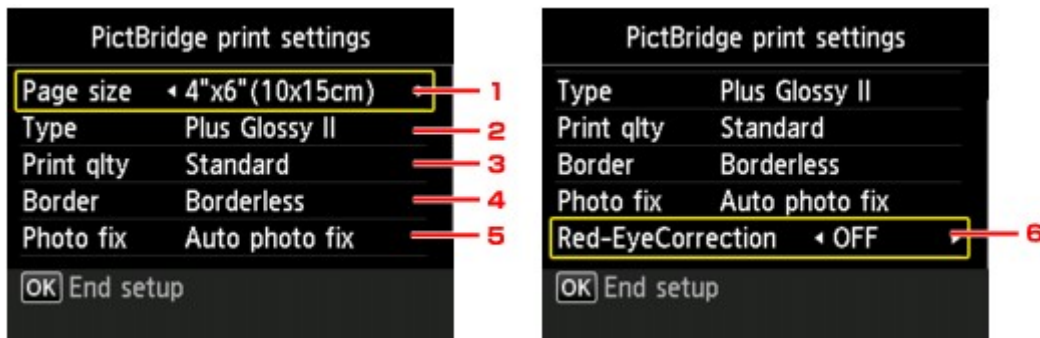 PictBridge print settings
Page size 4"x6"(10x15cm) 1
Type Plus Glossy II 2
Print qlty Standard 3
Border Borderless 4
Photo fix Auto photo fix 5
OK End setup
PictBridge print settings
Type Plus Glossy II
Print qlty Standard
Border Borderless
Photo fix Auto photo fix
Red-EyeCorrection OFF 6
OK End setup